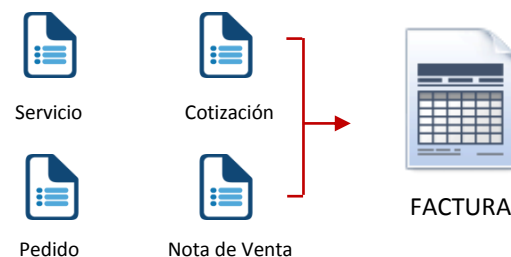 Servicio
Cotización
Pedido
Nota de Venta
FACTURA